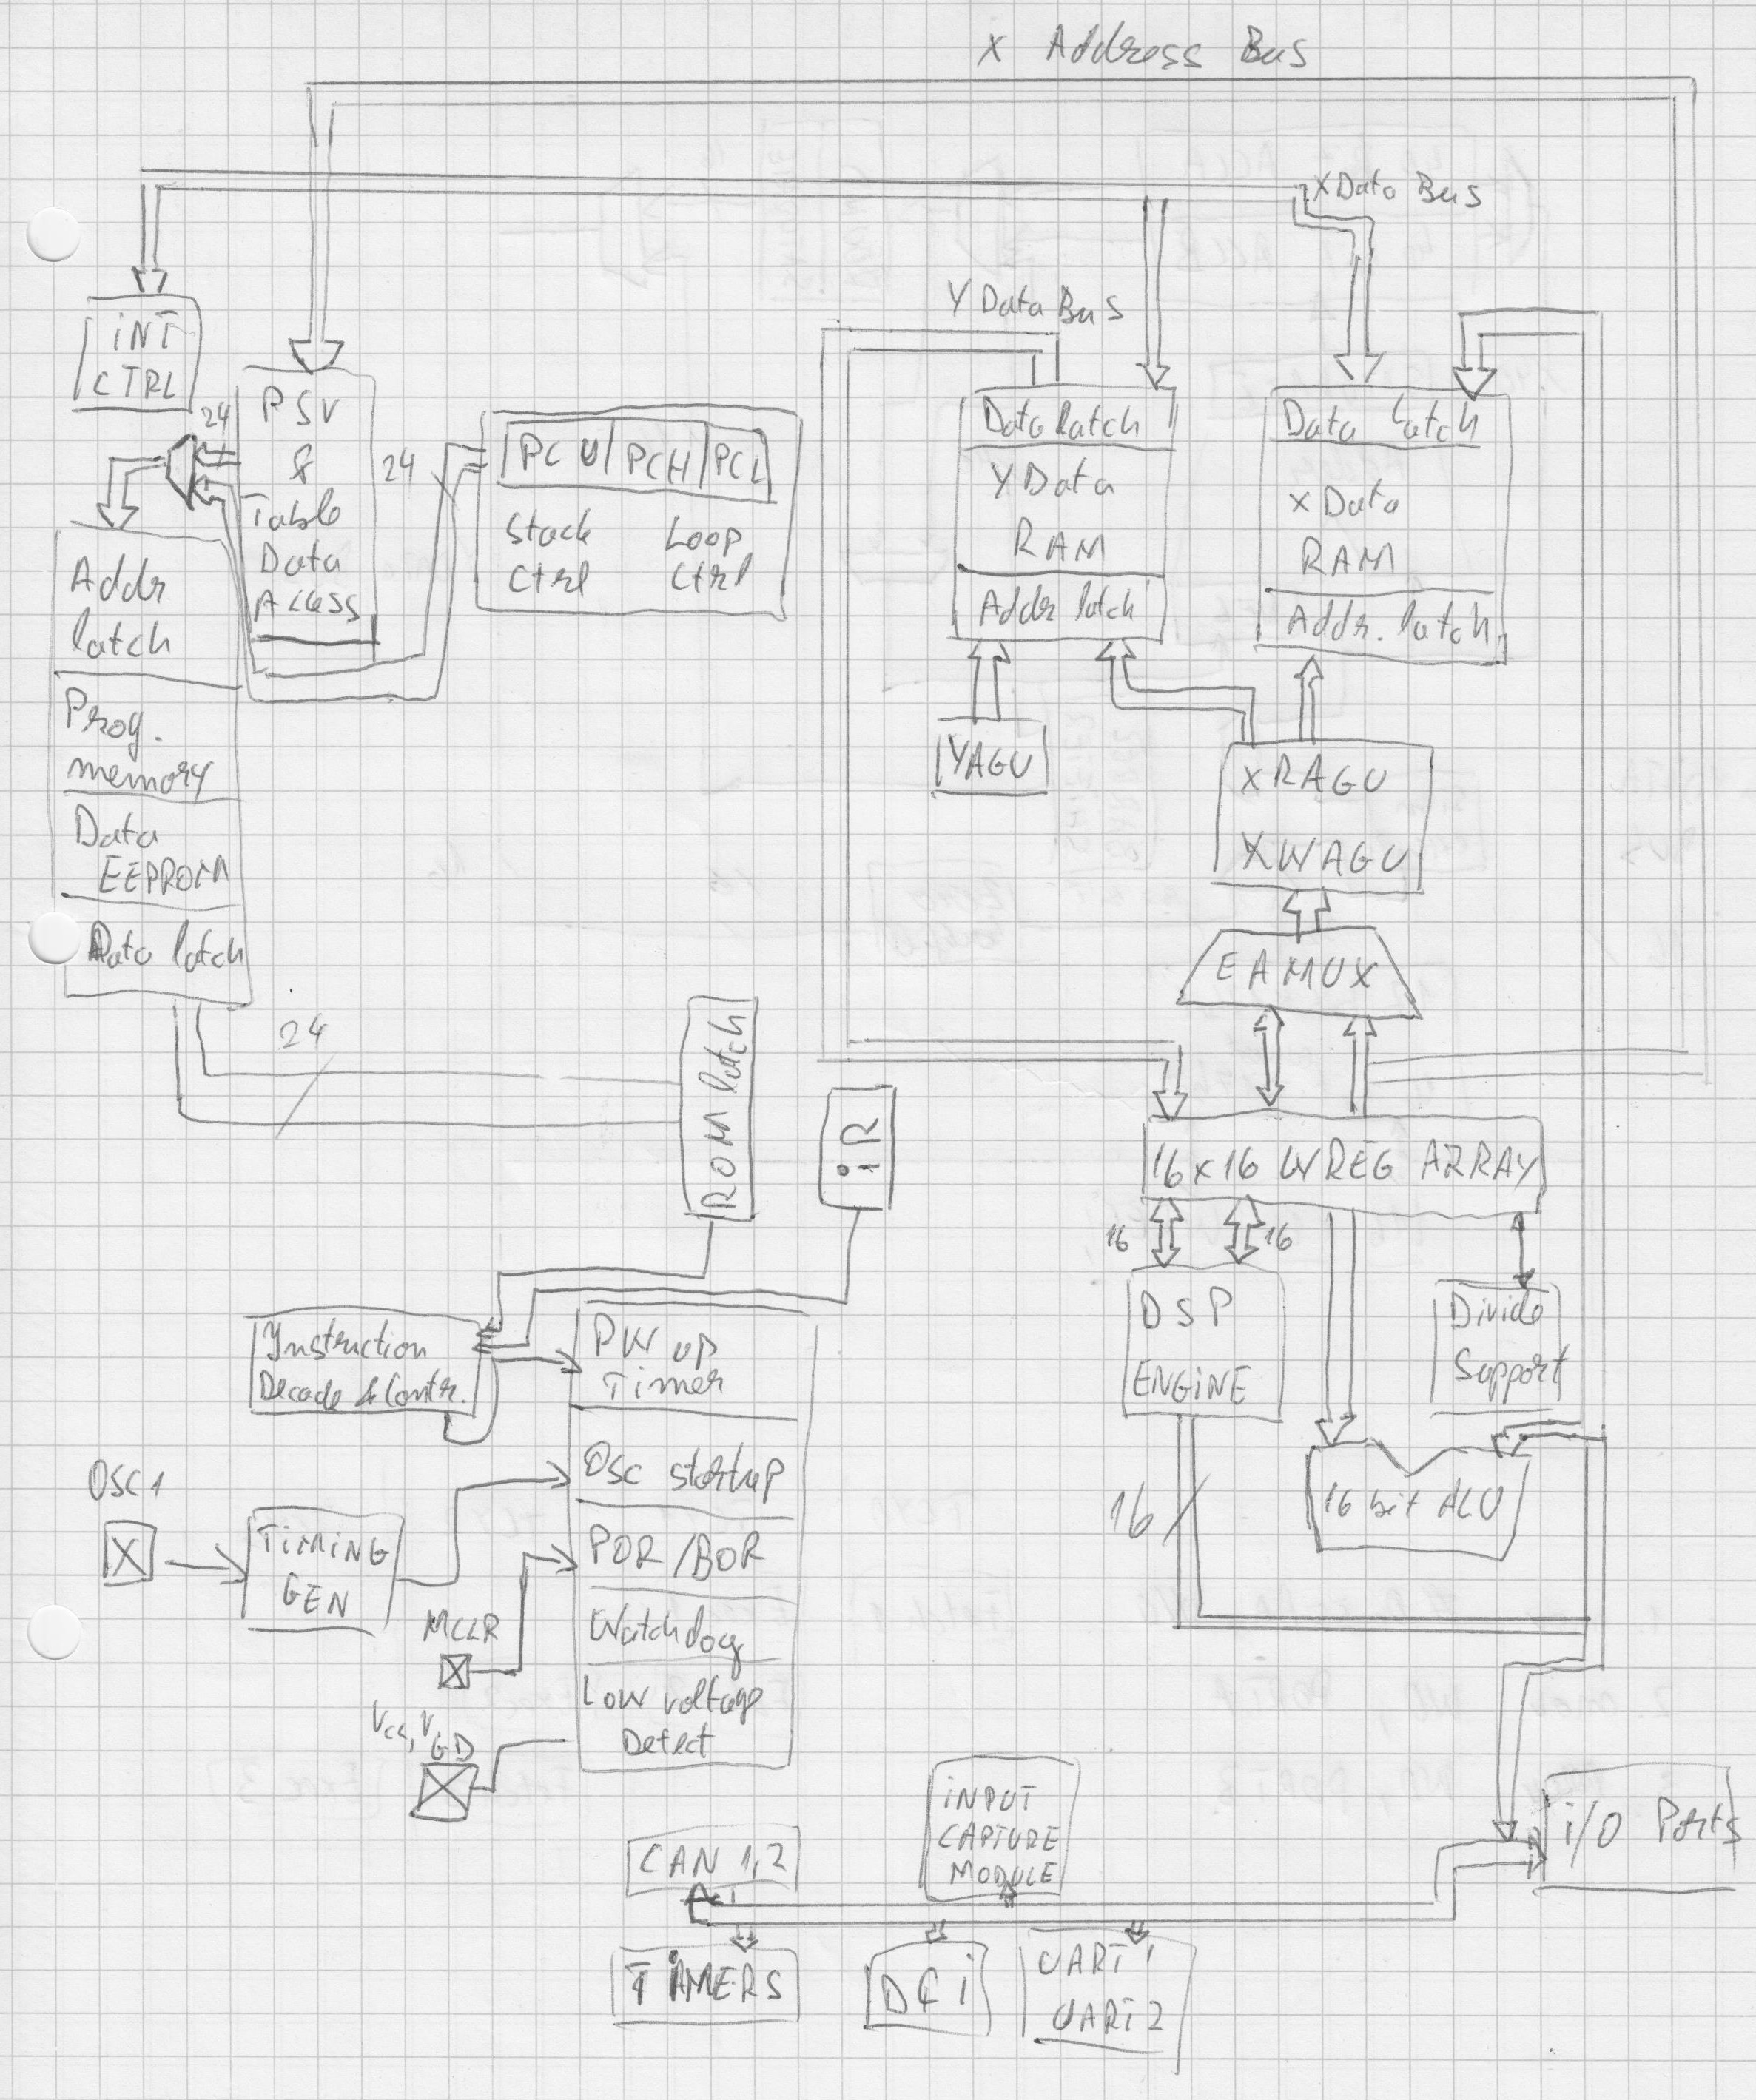 X Address Bus
X Data Bus
Y Data Bus
INT
CTRL
24
PSV
&
Table
Data
Acess
24
PCU PCH PCL
Stack Loop
Ctrl Ctrl
Data latch
Y Data
RAM
Addr latch
Data latch
X Data
RAM
Addr. latch
Addr
latch
Prog.
memory
Data
EEPROM
Data latch
24
YAGU
XRAGU
XWAGU
EAMUX
ROM latch
iR
16x16 WREG ARRAY
16 16
DSP
ENGiNE
Divide
Support
16 bit ALU
16
Instruction
Decode & Contr.
PW up
Timer
Osc startup
POR/BOR
Watchdog
Low voltage
Detect
OSC1
X
TiMiNG
GEN
MCLR
Vcc, VGD
iNPUT
CAPTURE
MODULE
i/O Ports
CAN 1,2
TiMERS
DCi
UART 1
UART 2